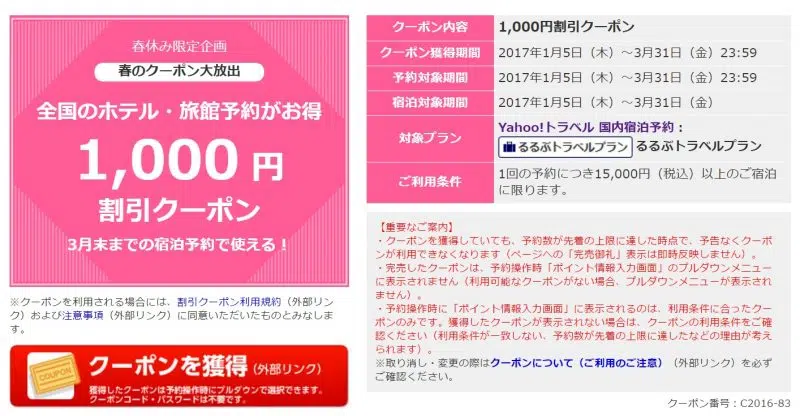 春休み限定企画
春のクーポン大放出
全国のホテル・旅館予約がお得
1,000円
割引クーポン
3月末までの宿泊予約で使える！
※クーポンを利用される場合には、割引クーポン利用規約（外部リン
ク）および注意事項（外部リンク）に同意いただいたものとみなしま
す。
COUPON
クーポンを獲得（外部リンク）
獲得したクーポンは予約操作時にプルダウンで選択できます。
クーポンコード・パスワードは不要です。
クーポン内容 1,000円割引クーポン
クーポン獲得期間 2017年1月5日（木）～3月31日（金）23:59
予約対象期間 2017年1月5日（木）～3月31日（金）23:59
宿泊対象期間 2017年1月5日（木）～3月31日（金）
対象プラン Yahoo!トラベル 国内宿泊予約：
るるぶトラベルプラン るるぶトラベルプラン
ご利用条件 1回の予約につき15,000円（税込）以上のご宿泊
に限ります。
【重要なご案内】
・クーポンを獲得していても、予約数が先着の上限に達した時点で、予告なくクーポ
ンが利用できなくなります（ページへの「完売御礼」表示は即時反映しません）。
・完売したクーポンは、予約操作時「ポイント情報入力画面」のプルダウンメニュー
に表示されません（利用可能なクーポンがない場合、プルダウンメニューが表示され
ません）。
・予約操作時に「ポイント情報入力画面」に表示されるのは、利用条件に合ったクー
ポンのみです。獲得したクーポンが表示されない場合は、クーポンの利用条件をご確
認ください（利用条件が一致しない、予約数が先着の上限に達したなどの理由が考え
られます）。
※取り消し・変更の際はクーポンについて（ご利用のご注意）（外部リンク）を必ず
ご確認ください。
クーポン番号：C2016-83